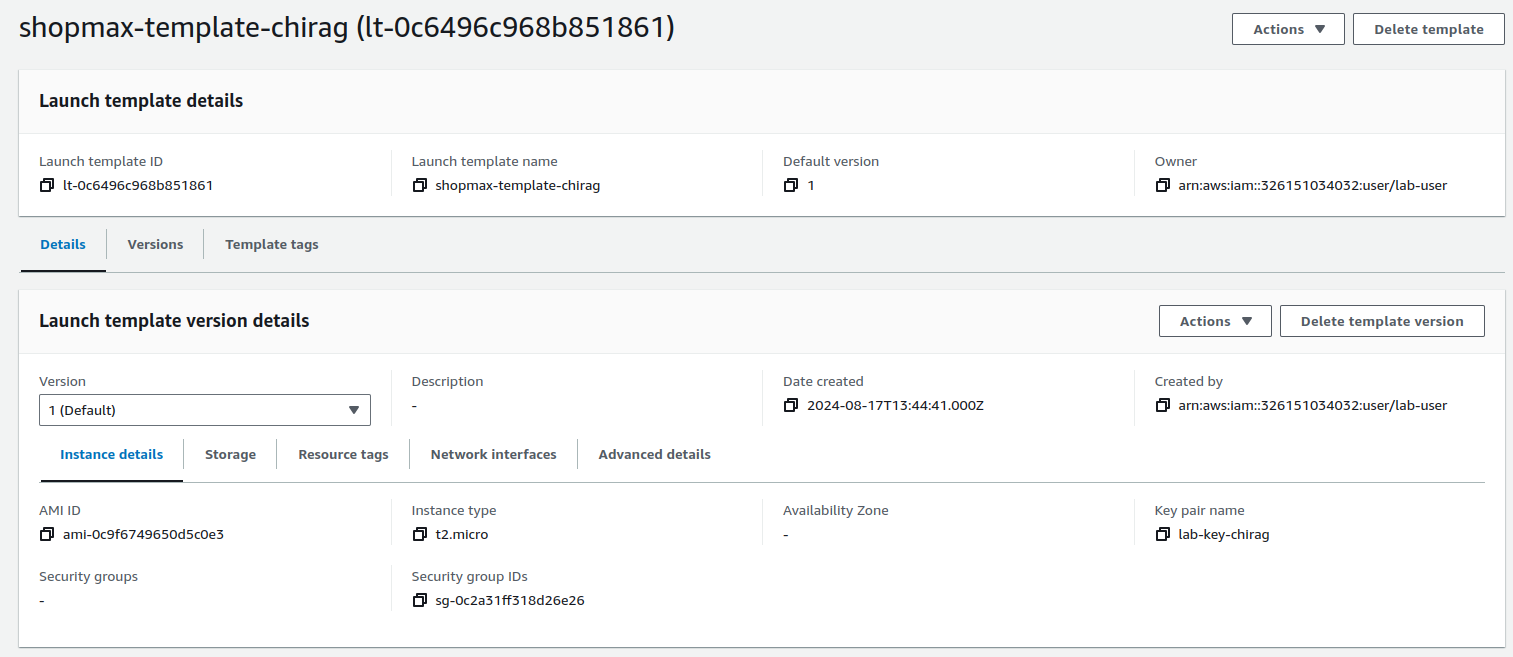 shopmax-template-chirag (lt-0c6496c968b851861)
Actions
Delete template
Launch template details
Launch template ID
lt-0c6496c968b851861
Launch template name
shopmax-template-chirag
Default version
1
Owner
arn:aws:iam::326151034032:user/lab-user
Details
Versions
Template tags
Launch template version details
Actions
Delete template version
Version
1 (Default)
Description
-
Date created
2024-08-17T13:44:41.000Z
Created by
arn:aws:iam::326151034032:user/lab-user
Instance details
Storage
Resource tags
Network interfaces
Advanced details
AMI ID
ami-0c9f6749650d5c0e3
Instance type
t2.micro
Availability Zone
-
Key pair name
lab-key-chirag
Security groups
-
Security group IDs
sg-0c2a31ff318d26e26